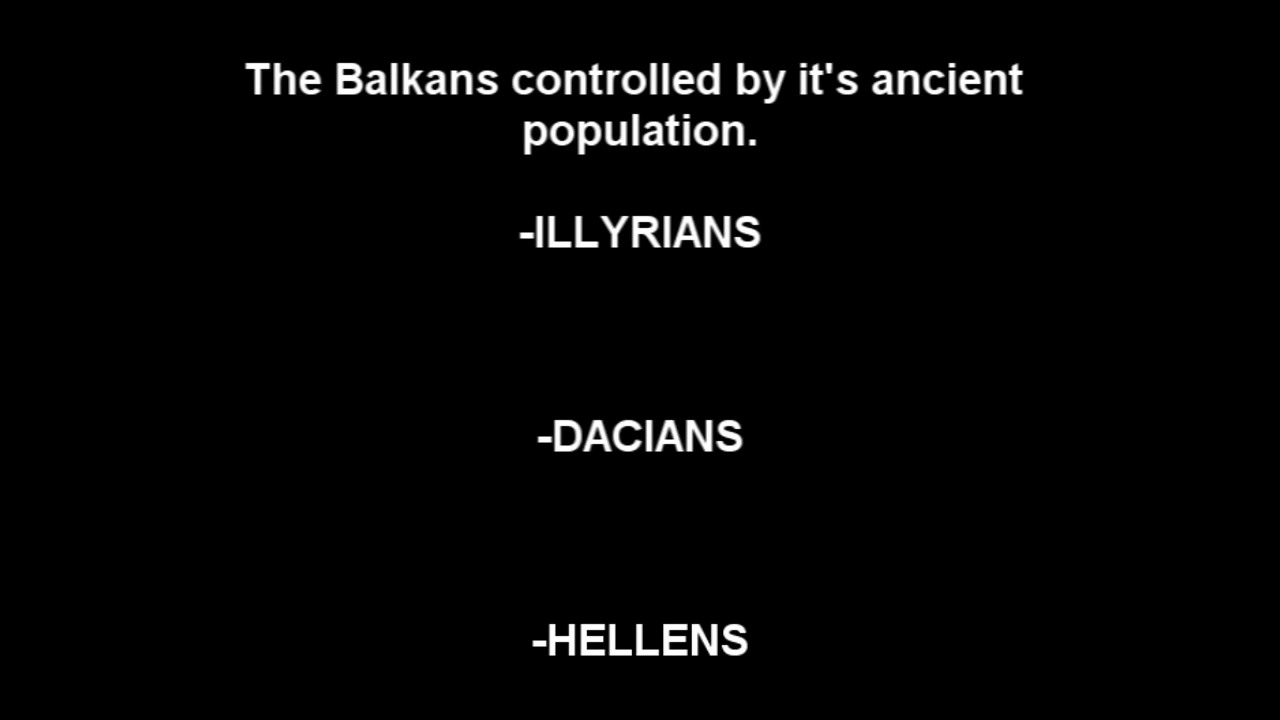 The Balkans controlled by it's ancient
population.
-ILLYRIANS
-DACIANS
-HELLENS